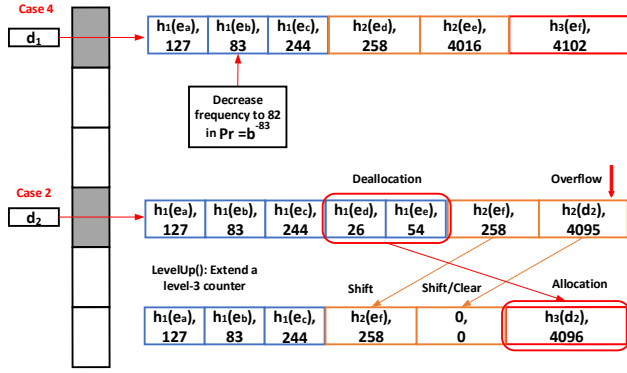 Case 4
d1
h1(ea), h1(eb), h1(ec), h2(ed), h2(ee), h3(ef),
127 83 244 258 4016 4102
Decrease
frequency to 82
in Pr =b^-83
Case 2
d2
Deallocation
Overflow
h1(ea), h1(eb), h1(ec), h1(ed), h1(ee), h2(ef), h2(d2),
127 83 244 26 54 258 4095
LevelUp(): Extend a
level-3 counter
Shift
Shift/Clear
Allocation
h1(ea), h1(eb), h1(ec), h2(ef), 0, h3(d2),
127 83 244 258 0 4096